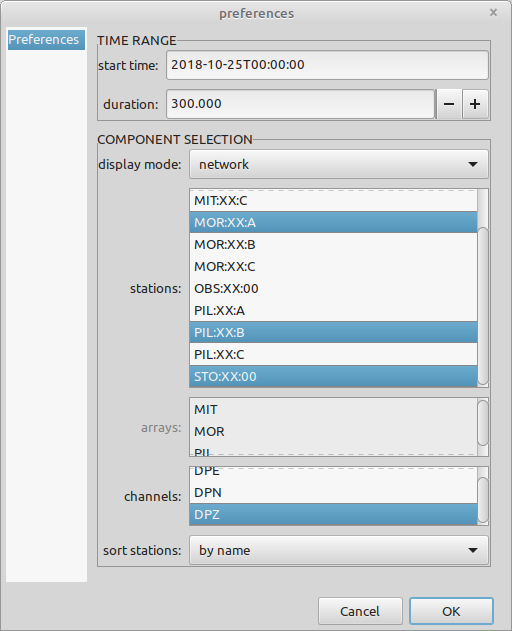 preferences
Preferences
TIME RANGE
start time: 2018-10-25T00:00:00
duration: 300.000
COMPONENT SELECTION
display mode: network
MIT:XX:C
MOR:XX:A
MOR:XX:B
MOR:XX:C
stations: OBS:XX:00
PIL:XX:A
PIL:XX:B
PIL:XX:C
STO:XX:00
MIT
arrays: MOR
PIL
DPE
channels: DPN
DPZ
sort stations: by name
Cancel OK